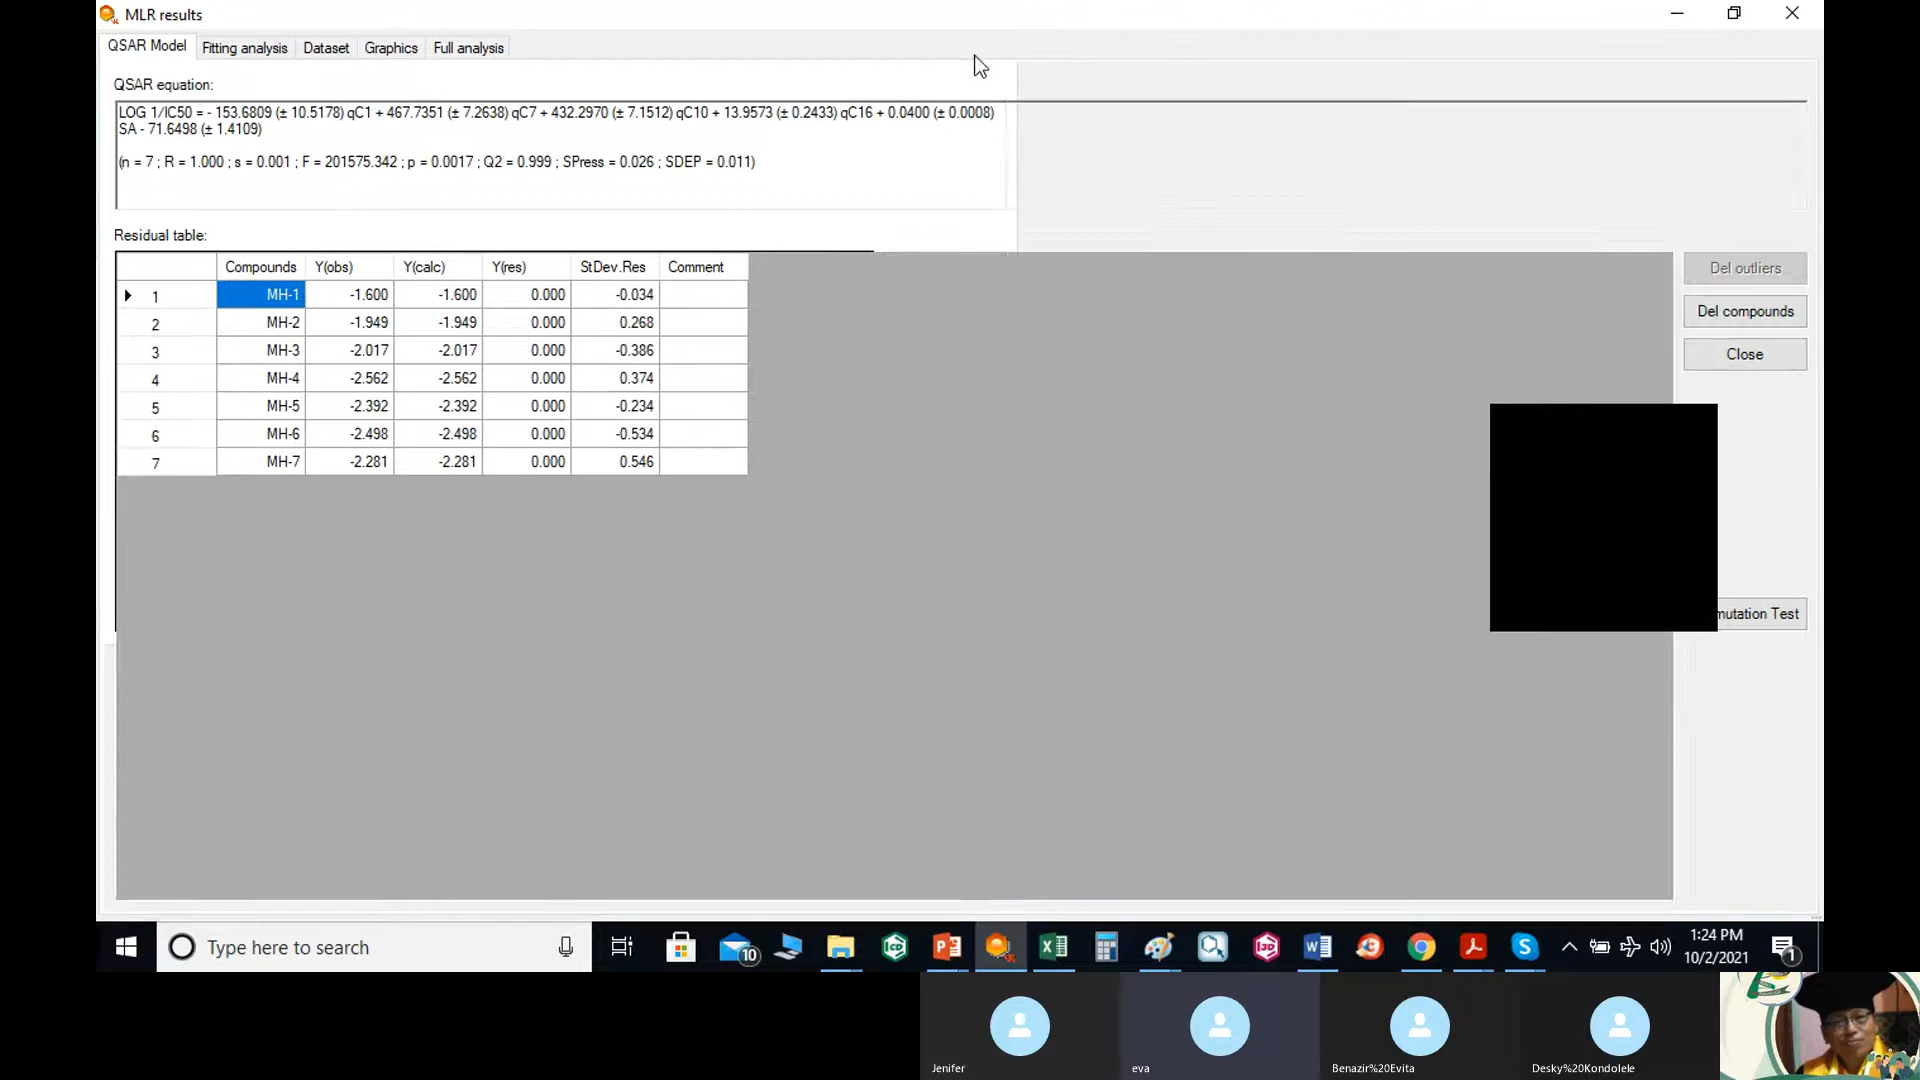 MLR results
QSAR Model Fitting analysis Dataset Graphics Full analysis
QSAR equation:
LOG 1/IC50 = - 153.6809 (± 10.5178) qC1 + 467.7351 (± 7.2638) qC7 + 432.2970 (± 7.1512) qC10 + 13.9573 (± 0.2433) qC16 + 0.0400 (± 0.0008)
SA - 71.6498 (± 1.4109)
(n = 7 ; R = 1.000 ; s = 0.001 ; F = 201575.342 ; p = 0.0017 ; Q2 = 0.999 ; SPress = 0.026 ; SDEP = 0.011)
Residual table:
Compounds Y(obs) Y(calc) Y(res) StDev.Res Comment
1 MH-1 -1.600 -1.600 0.000 -0.034
2 MH-2 -1.949 -1.949 0.000 0.268
3 MH-3 -2.017 -2.017 0.000 -0.386
4 MH-4 -2.562 -2.562 0.000 0.374
5 MH-5 -2.392 -2.392 0.000 -0.234
6 MH-6 -2.498 -2.498 0.000 -0.534
7 MH-7 -2.281 -2.281 0.000 0.546
Del outliers
Del compounds
Close
mutation Test
Type here to search
10
1:24 PM
10/2/2021
1
Jenifer
eva
Benazir%20Evita
Desky%20Kondolele